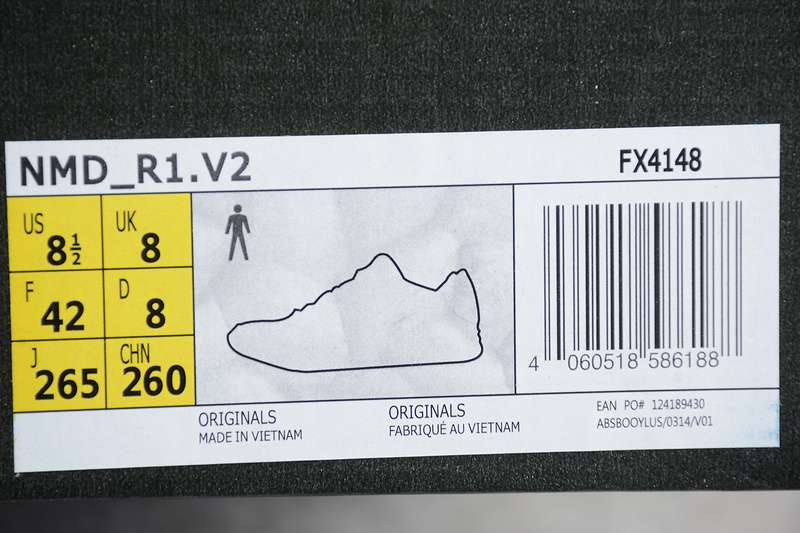 NMD_R1.V2
FX4148
US 8½ UK 8
F 42 D 8
J 265 CHN 260
4 060518 586188
ORIGINALS
MADE IN VIETNAM
ORIGINALS
FABRIQUÉ AU VIETNAM
EAN PO# 124189430
ABSBOOYLUS/0314/V01